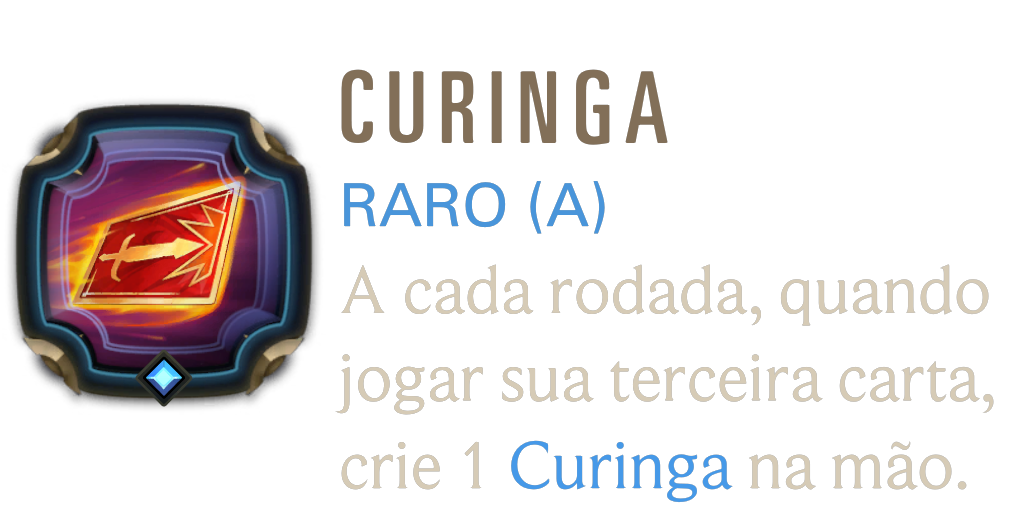 CURINGA
RARO (A)
A cada rodada, quando
jogar sua terceira carta,
crie 1 Curinga na mão.